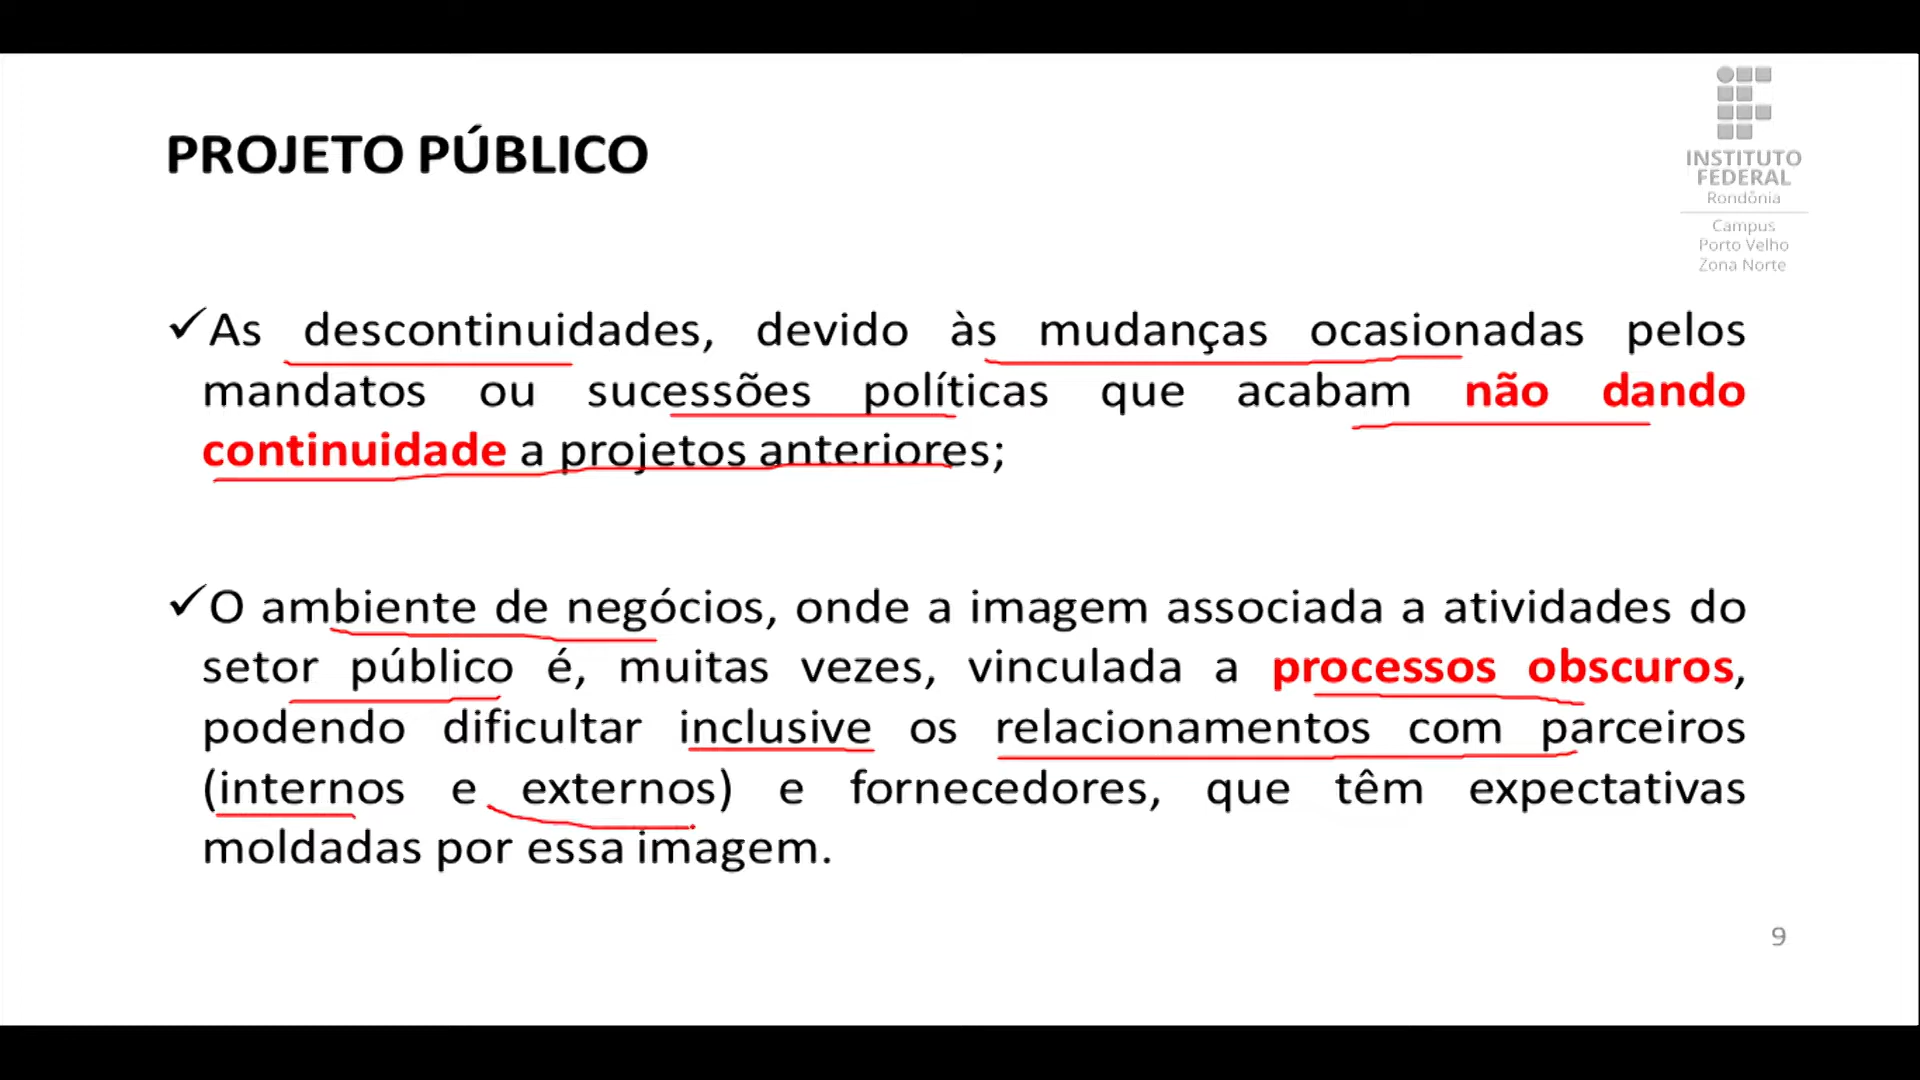 PROJETO PÚBLICO
INSTITUTO
FEDERAL
Rondônia
Campus
Porto Velho
Zona Norte
✓As descontinuidades, devido às mudanças ocasionadas pelos
mandatos ou sucessões políticas que acabam não dando
continuidade a projetos anteriores;
✓O ambiente de negócios, onde a imagem associada a atividades do
setor público é, muitas vezes, vinculada a processos obscuros,
podendo dificultar inclusive os relacionamentos com parceiros
(internos e externos) e fornecedores, que têm expectativas
moldadas por essa imagem.
9